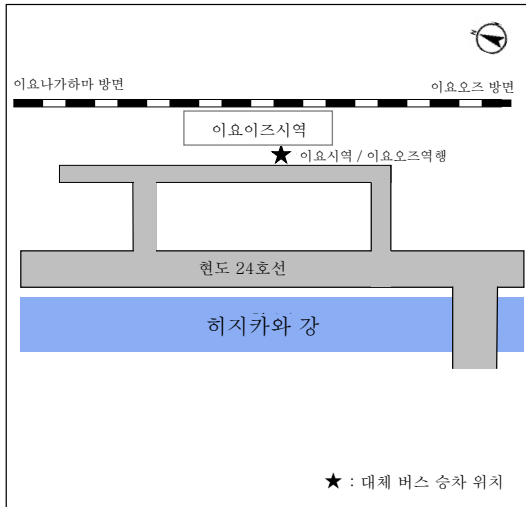 N
이요나가하마 방면
이요오즈 방면
이요이즈시역
★ 이요시역 / 이요오즈역행
현도 24호선
히지카와 강
★ : 대체 버스 승차 위치